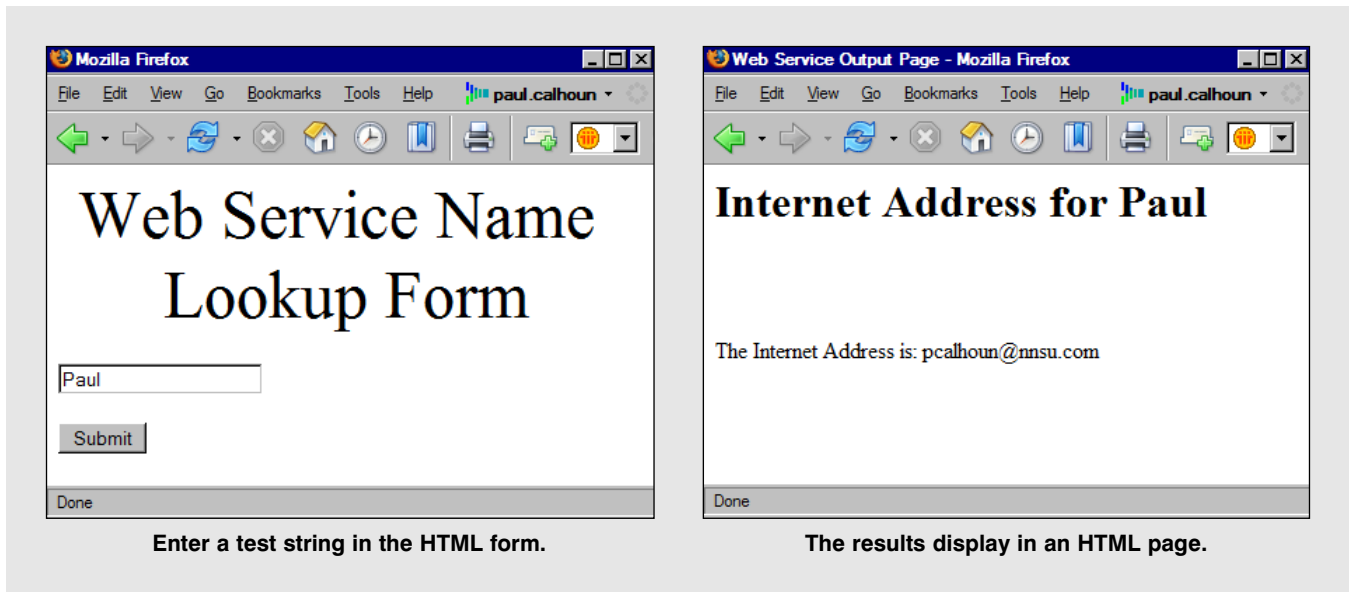 Mozilla Firefox
File Edit View Go Bookmarks Tools Help paul.calhoun
Web Service Name
Lookup Form
Paul
Submit
Done
Enter a test string in the HTML form.
Web Service Output Page - Mozilla Firefox
File Edit View Go Bookmarks Tools Help paul.calhoun
Internet Address for Paul
The Internet Address is: pcalhoun@nnsu.com
Done
The results display in an HTML page.